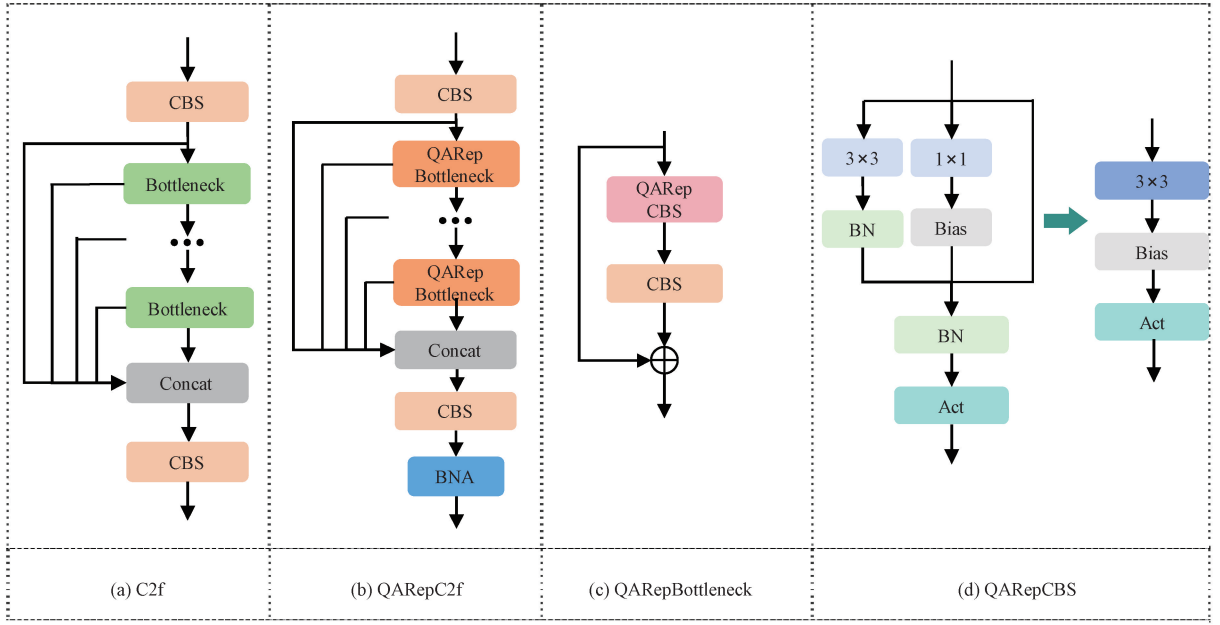 CBS
Bottleneck
•••
Bottleneck
Concat
CBS
(a) C2f
CBS
QARep
Bottleneck
•••
QARep
Bottleneck
Concat
CBS
BNA
(b) QARepC2f
QARep
CBS
CBS
(c) QARepBottleneck
3×3
1×1
BN
Bias
BN
Act
3×3
Bias
Act
(d) QARepCBS